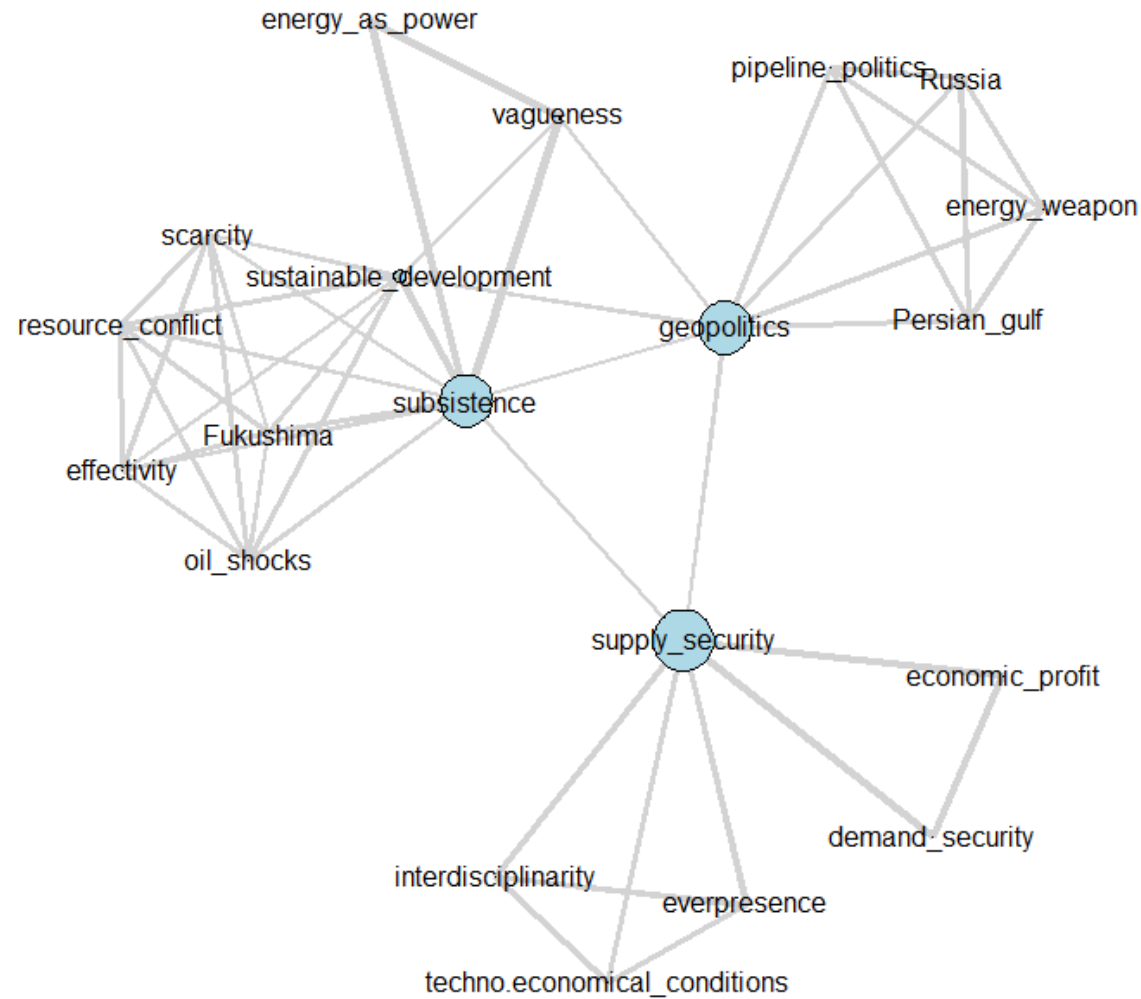 energy_as_power
pipeline_politics
Russia
vagueness
energy_weapon
scarcity
sustainable_development
resource_conflict
geopolitics
Persian_gulf
subsistence
Fukushima
effectivity
oil_shocks
supply_security
economic_profit
demand_security
interdisciplinarity
everpresence
techno.economical_conditions